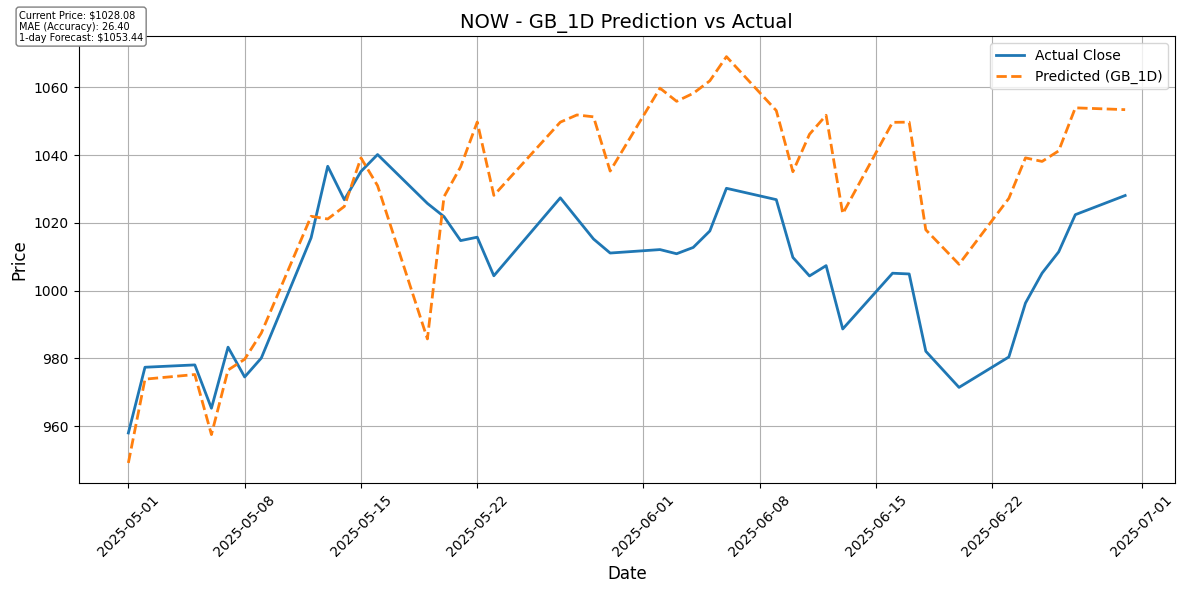 Current Price: $1028.08
MAE (Accuracy): 26.40
1-day Forecast: $1053.44
NOW - GB_1D Prediction vs Actual
Actual Close
Predicted (GB_1D)
Price
1060
1040
1020
1000
980
960
2025-05-01
2025-05-08
2025-05-15
2025-05-22
2025-06-01
2025-06-08
2025-06-15
2025-06-22
2025-07-01
Date